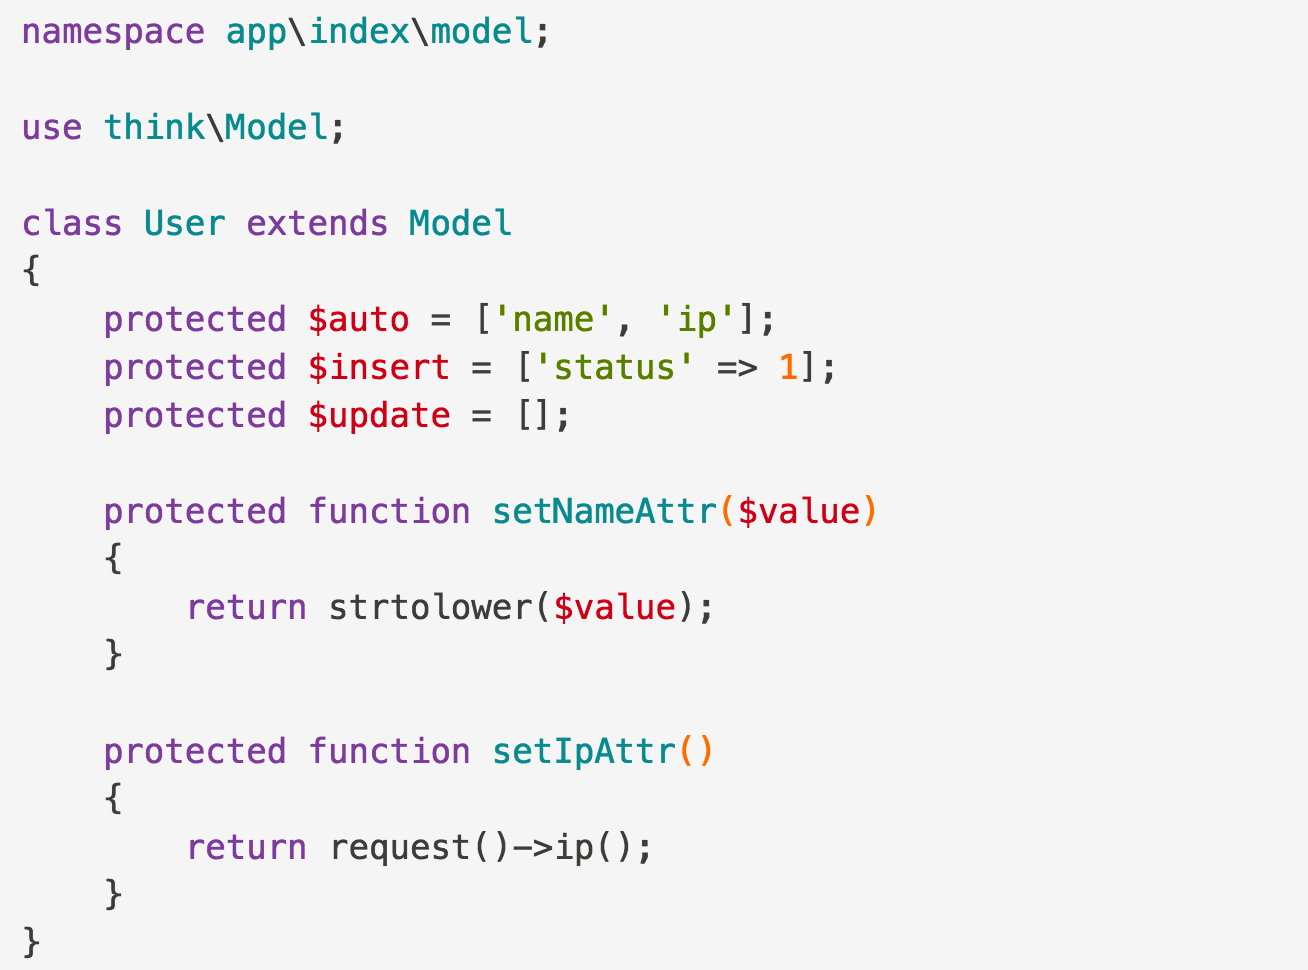 namespace app\index\model;
use think\Model;
class User extends Model
{
    protected $auto = ['name', 'ip'];
    protected $insert = ['status' => 1];
    protected $update = [];
    protected function setNameAttr($value)
    {
        return strtolower($value);
    }
    protected function setIpAttr()
    {
        return request()->ip();
    }
}